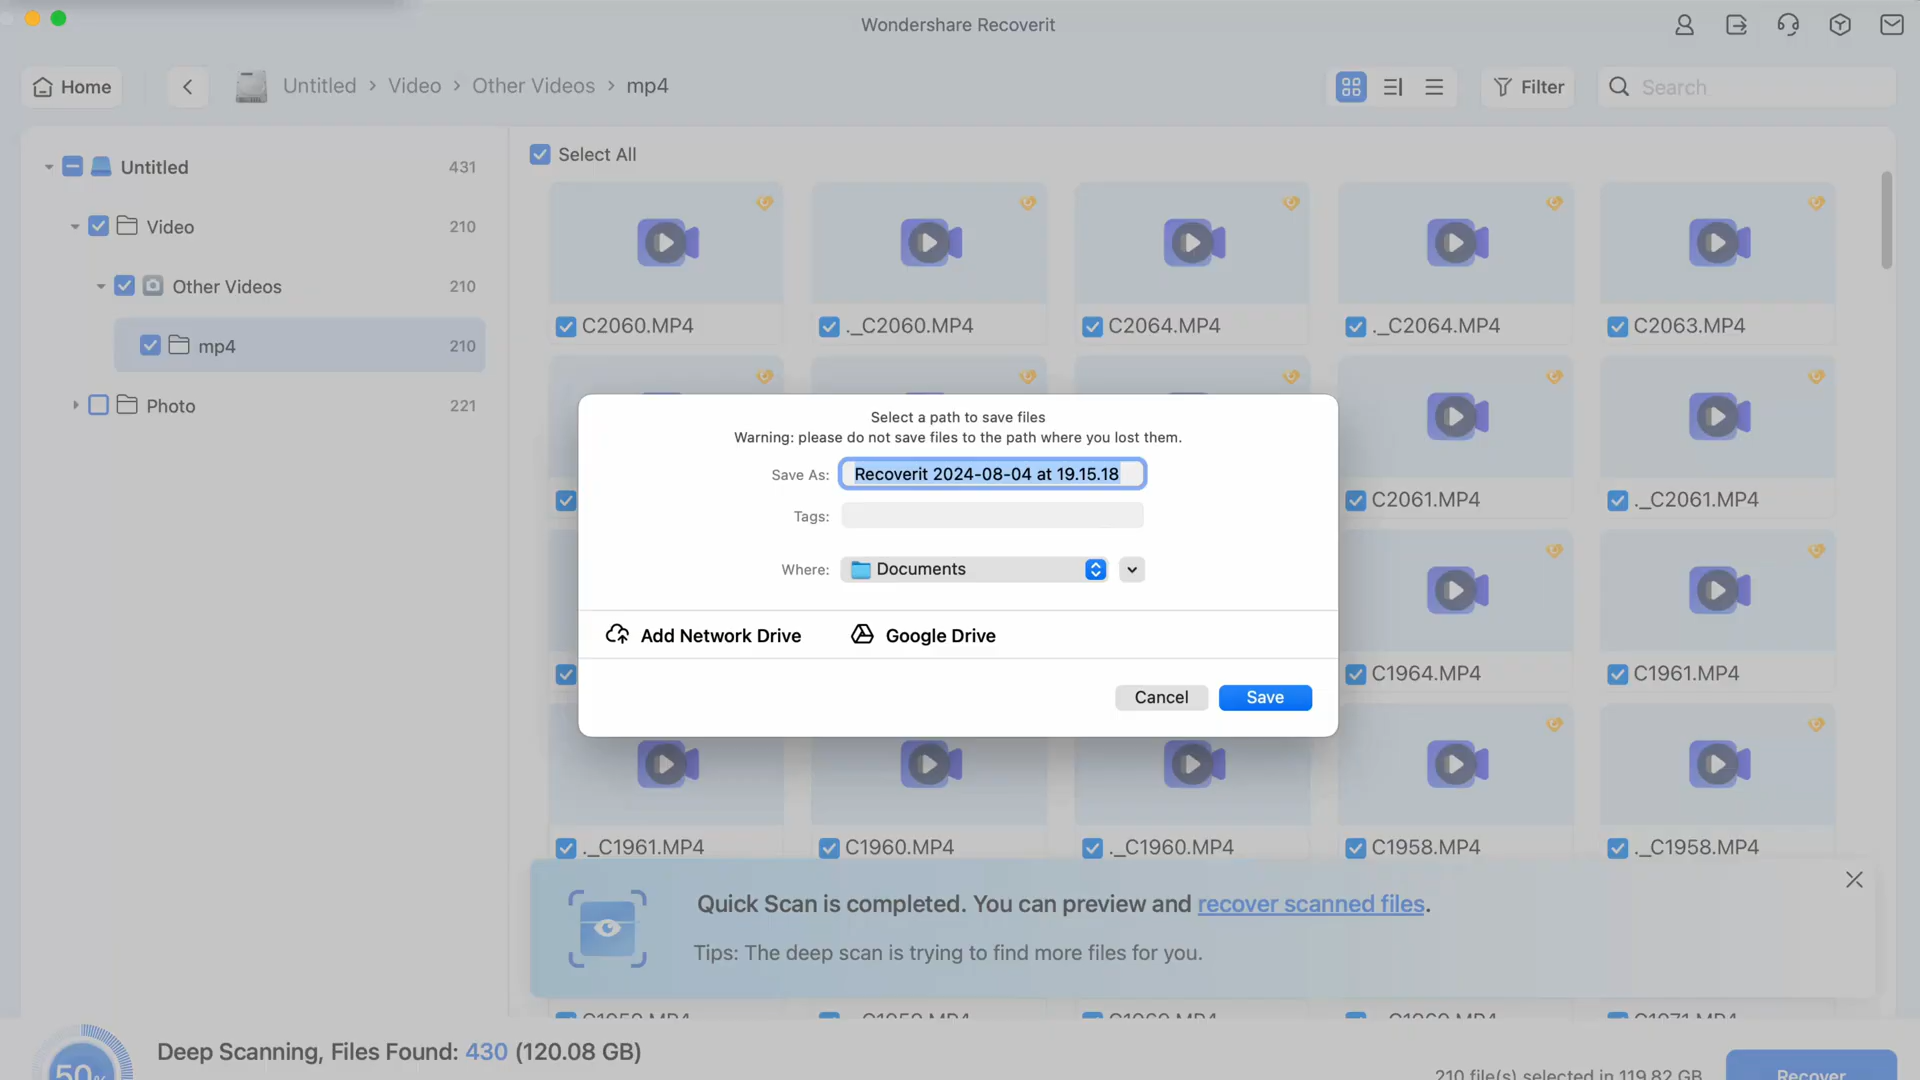 Wondershare Recoverit
Home
Untitled > Video > Other Videos > mp4
Filter
Search
Untitled 431
Video 210
Other Videos 210
mp4 210
Photo 221
Select All
C2060.MP4
._C2060.MP4
C2064.MP4
._C2064.MP4
C2063.MP4
Select a path to save files
Warning: please do not save files to the path where you lost them.
Save As: Recoverit 2024-08-04 at 19.15.18
Tags:
Where: Documents
Add Network Drive
Google Drive
Cancel
Save
C2061.MP4
._C2061.MP4
C1964.MP4
C1961.MP4
._C1961.MP4
C1960.MP4
._C1960.MP4
C1958.MP4
._C1958.MP4
Quick Scan is completed. You can preview and recover scanned files.
Tips: The deep scan is trying to find more files for you.
50%
Deep Scanning, Files Found: 430 (120.08 GB)
210 file(s) selected in 119.82 GB
Recover